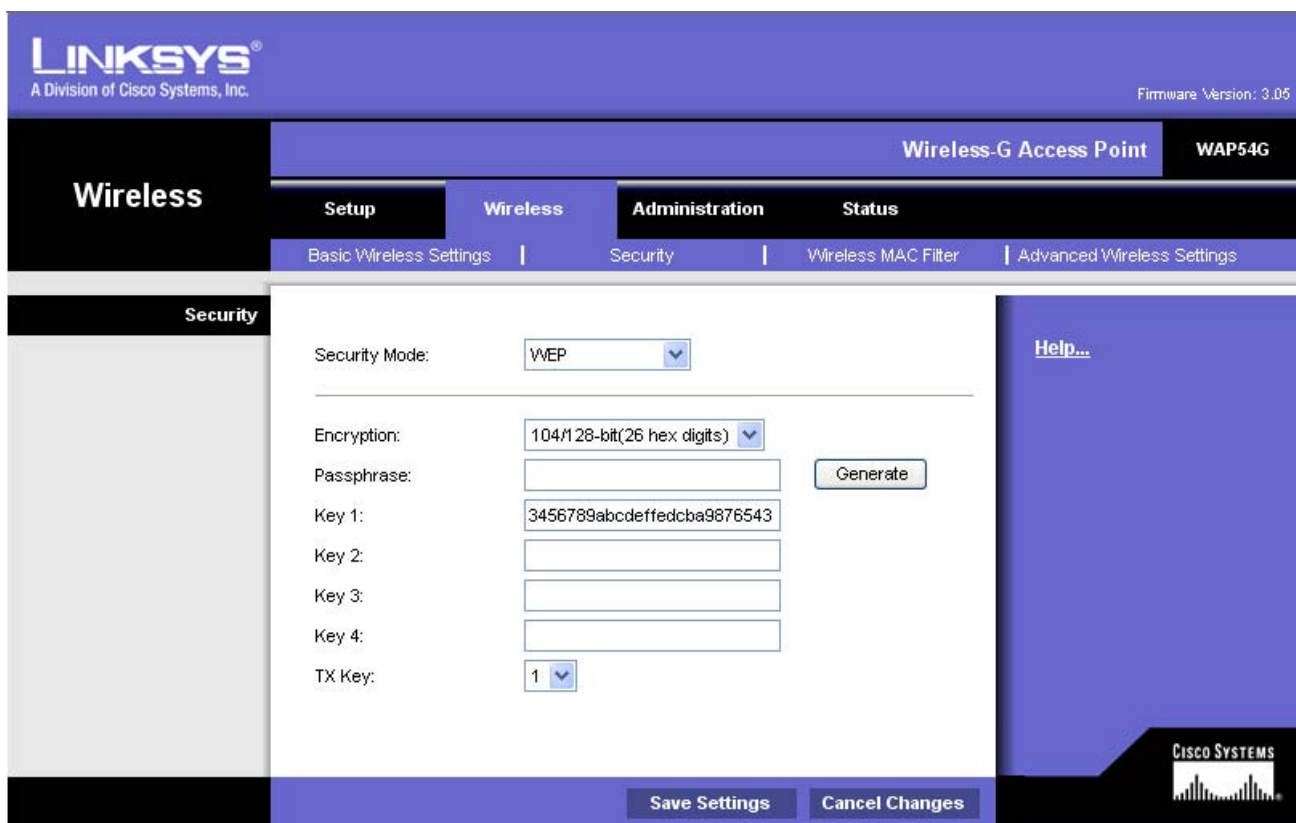 LINKSYS®
A Division of Cisco Systems, Inc.
Firmware Version: 3.05
Wireless-G Access Point WAP54G
Wireless
Setup Wireless Administration Status
Basic Wireless Settings | Security | Wireless MAC Filter | Advanced Wireless Settings
Security
Security Mode: WEP
Help...
Encryption: 104/128-bit(26 hex digits)
Passphrase: Generate
Key 1: 3456789abcdeffedcba9876543
Key 2:
Key 3:
Key 4:
TX Key: 1
CISCO SYSTEMS
Save Settings Cancel Changes